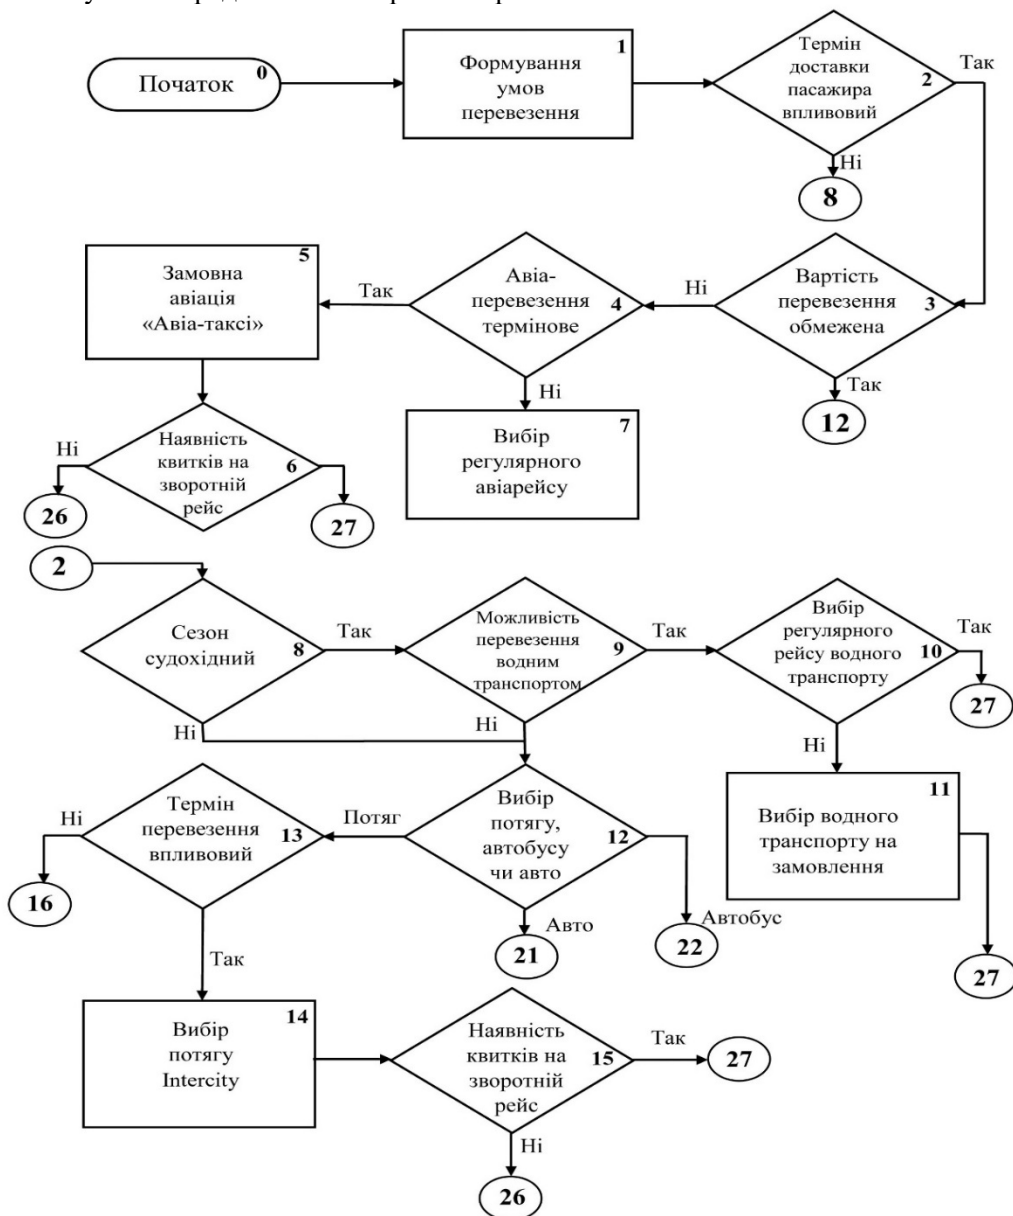 Початок
0
Формування
умов
перевезення
1
Термін
доставки
пасажира
впливовий
2
Так
Ні
8
Замовна
авіація
«Авіа-таксі»
5
Так
Авіа-
перевезення
термінове
4
Ні
Вартість
перевезення
обмежена
3
Так
12
Ні
Вибір
регулярного
авіарейсу
7
Ні
Наявність
квитків на
зворотній
рейс
6
26
27
2
Сезон
судохідний
8
Так
Можливість
перевезення
водним
транспортом
9
Так
Вибір
регулярного
рейсу водного
транспорту
10
Так
27
Ні
Ні
Ні
Вибір водного
транспорту на
замовлення
11
27
Ні
Термін
перевезення
впливовий
13
Потяг
Вибір
потягу,
автобусу
чи авто
12
16
Авто
21
Автобус
22
Так
Вибір
потягу
Intercity
14
Наявність
квитків на
зворотній
рейс
15
Так
27
Ні
26